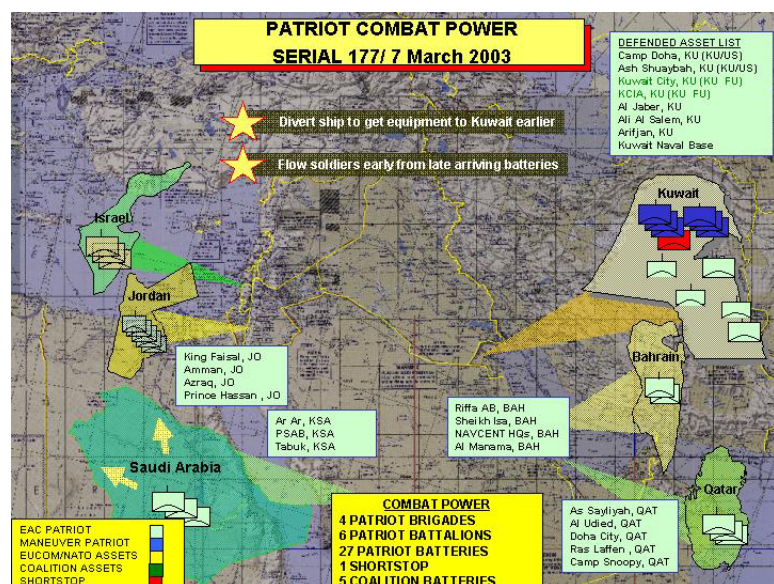 PATRIOT COMBAT POWER
SERIAL 177/ 7 March 2003
DEFENDED ASSET LIST
Camp Doha, KU (KU/US)
Ash Shuaybah, KU (KU/US)
Kuwait City, KU (KU FU)
KCIA, KU (KU FU)
Al Jaber, KU
Ali Al Salem, KU
Arifjan, KU
Kuwait Naval Base
Divert ship to get equipment to Kuwait earlier
Flow soldiers early from late arriving batteries
Israel
Kuwait
Jordan
King Faisal, JO
Amman, JO
Azraq, JO
Prince Hassan , JO
Bahrain
Riffa AB, BAH
Sheikh Isa, BAH
NAVCENT HQs, BAH
Al Manama, BAH
Ar Ar, KSA
PSAB, KSA
Tabuk, KSA
Saudi Arabia
Qatar
As Sayliyah, QAT
Al Udied, QAT
Doha City, QAT
Ras Laffen , QAT
Camp Snoopy, QAT
COMBAT POWER
4 PATRIOT BRIGADES
6 PATRIOT BATTALIONS
27 PATRIOT BATTERIES
1 SHORTSTOP
5 COALITION BATTERIES
EAC PATRIOT
MANEUVER PATRIOT
EUCOM/NATO ASSETS
COALITION ASSETS
SHORTSTOP